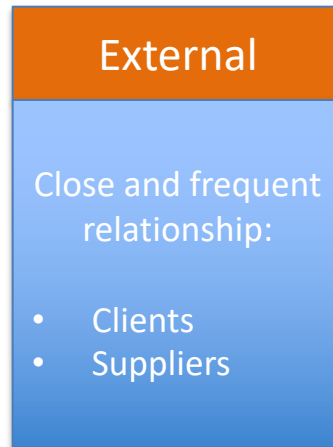 External
Close and frequent
relationship:
• Clients
• Suppliers